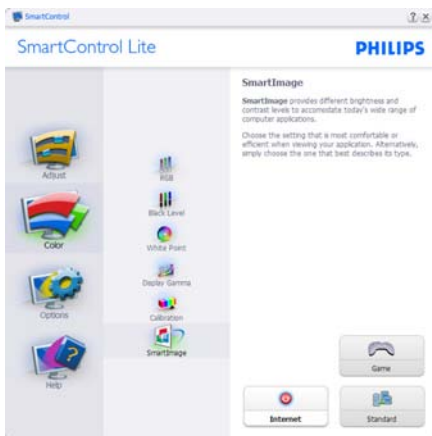 SmartControl
SmartControl Lite
PHILIPS
Adjust
Color
Options
Help
RGB
Black Level
White Point
Display Gamma
Calibration
SmartImage
SmartImage
SmartImage provides different brightness and
contrast levels to accomodate today's wide range of
computer applications.
Choose the setting that is most comfortable or
efficient when viewing your application. Alternatively,
simply choose the one that best describes its type.
Game
Internet
Standard